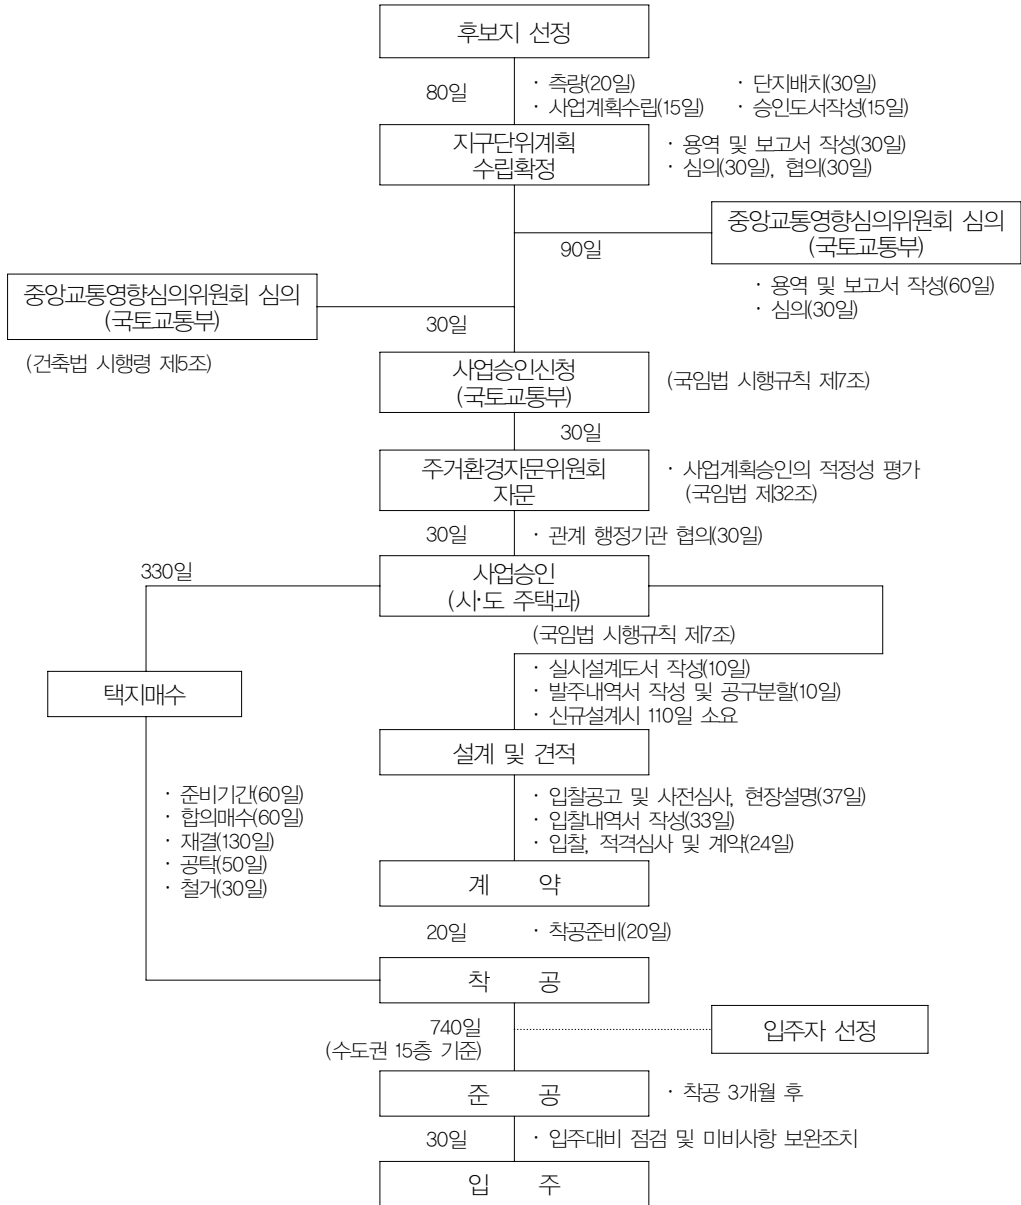 후보지 선정
80일
· 측량(20일) · 단지배치(30일)
· 사업계획수립(15일) · 승인도서작성(15일)
지구단위계획
수립확정
· 용역 및 보고서 작성(30일)
· 심의(30일), 협의(30일)
중앙교통영향심의위원회 심의
(국토교통부)
90일
· 용역 및 보고서 작성(60일)
· 심의(30일)
중앙교통영향심의위원회 심의
(국토교통부)
30일
(건축법 시행령 제5조)
사업승인신청
(국토교통부)
(국임법 시행규칙 제7조)
30일
주거환경자문위원회
자문
· 사업계획승인의 적정성 평가
(국임법 제32조)
30일
· 관계 행정기관 협의(30일)
330일
사업승인
(시·도 주택과)
(국임법 시행규칙 제7조)
· 실시설계도서 작성(10일)
· 발주내역서 작성 및 공구분할(10일)
· 신규설계시 110일 소요
택지매수
설계 및 견적
· 준비기간(60일)
· 합의매수(60일)
· 재결(130일)
· 공탁(50일)
· 철거(30일)
· 입찰공고 및 사전심사, 현장설명(37일)
· 입찰내역서 작성(33일)
· 입찰, 적격심사 및 계약(24일)
계 약
20일
· 착공준비(20일)
착 공
740일
(수도권 15층 기준)
입주자 선정
준 공
· 착공 3개월 후
30일
· 입주대비 점검 및 미비사항 보완조치
입 주